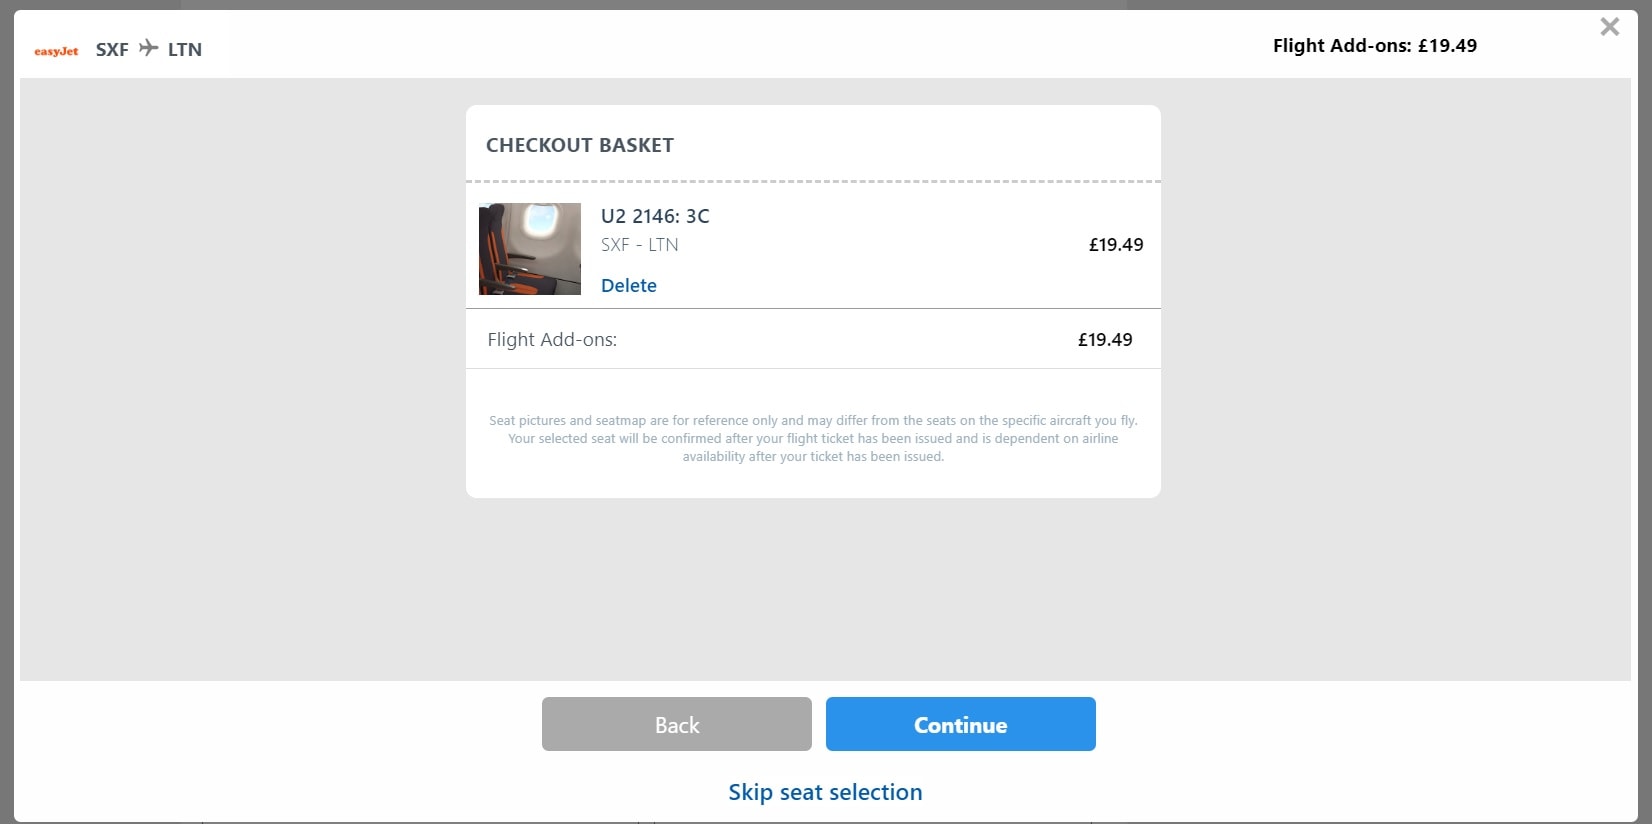 easyJet SXF LTN
Flight Add-ons: £19.49
CHECKOUT BASKET
U2 2146: 3C
SXF - LTN
£19.49
Delete
Flight Add-ons:
£19.49
Seat pictures and seatmap are for reference only and may differ from the seats on the specific aircraft you fly.
Your selected seat will be confirmed after your flight ticket has been issued and is dependent on airline
availability after your ticket has been issued.
Back
Continue
Skip seat selection